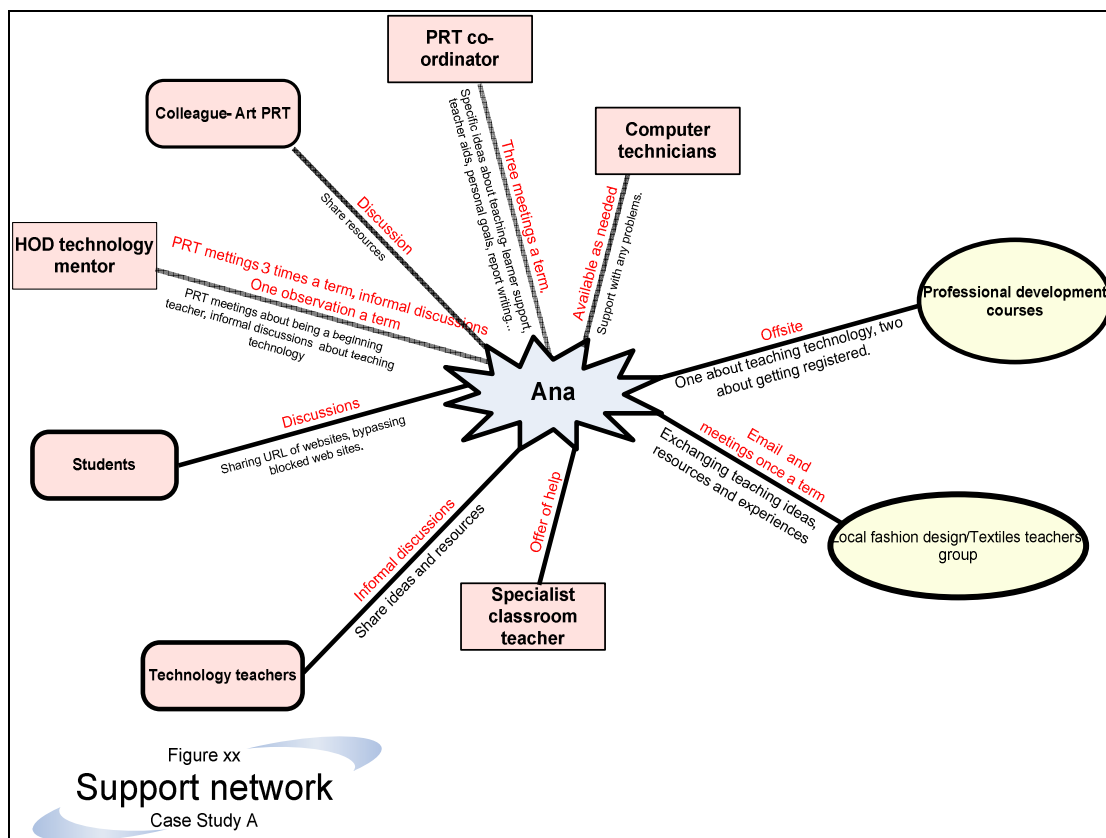 PRT co-
ordinator
Three meetings a term.
Specific ideas about teaching- learner support,
teacher aids, personal goals, report writing...
Colleague- Art PRT
Discussion
Share resources
Computer
technicians
Available as needed
Support with any problems.
HOD technology
mentor
PRT mettings 3 times a term, informal discussions
One observation a term
PRT meetings about being a beginning
teacher, informal discussions about teaching
technology
Professional development
courses
Offsite
One about teaching technology, two
about getting registered.
Ana
Students
Discussions
Sharing URL of websites, bypassing
blocked web sites.
Email and
meetings once a term
Exchanging teaching ideas,
resources and experiences
Local fashion design/Textiles teachers
group
Technology teachers
Informal discussions
Share ideas and resources
Specialist
classroom
teacher
Offer of help
Figure xx
Support network
Case Study A